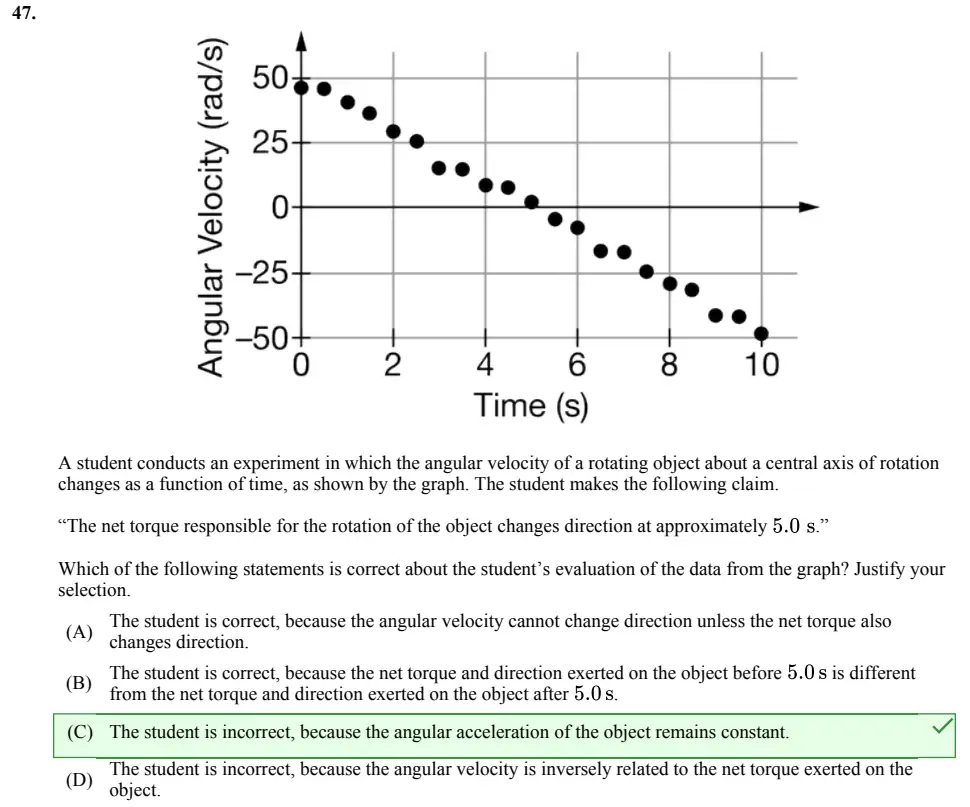 47.
Angular Velocity (rad/s)
50
25
0
−25
−50
0 2 4 6 8 10
Time (s)
A student conducts an experiment in which the angular velocity of a rotating object about a central axis of rotation
changes as a function of time, as shown by the graph. The student makes the following claim.
“The net torque responsible for the rotation of the object changes direction at approximately 5.0 s.”
Which of the following statements is correct about the student’s evaluation of the data from the graph? Justify your
selection.
(A) The student is correct, because the angular velocity cannot change direction unless the net torque also
changes direction.
(B) The student is correct, because the net torque and direction exerted on the object before 5.0 s is different
from the net torque and direction exerted on the object after 5.0 s.
(C) The student is incorrect, because the angular acceleration of the object remains constant.
(D) The student is incorrect, because the angular velocity is inversely related to the net torque exerted on the
object.